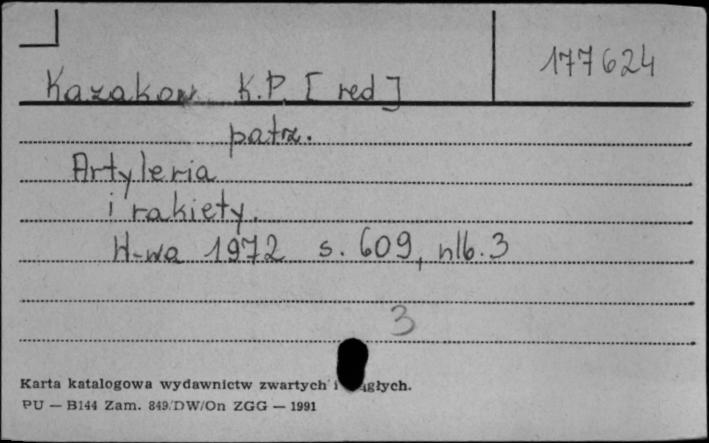 177624
Kazakow K.P. [red]
patrz.
Artyleria
i rakiety.
W-wa 1972 s. 609, nlb. 3
3
Karta katalogowa wydawnictw zwartych i
PU — B144 Zam. 849/DW/On ZGG — 1991